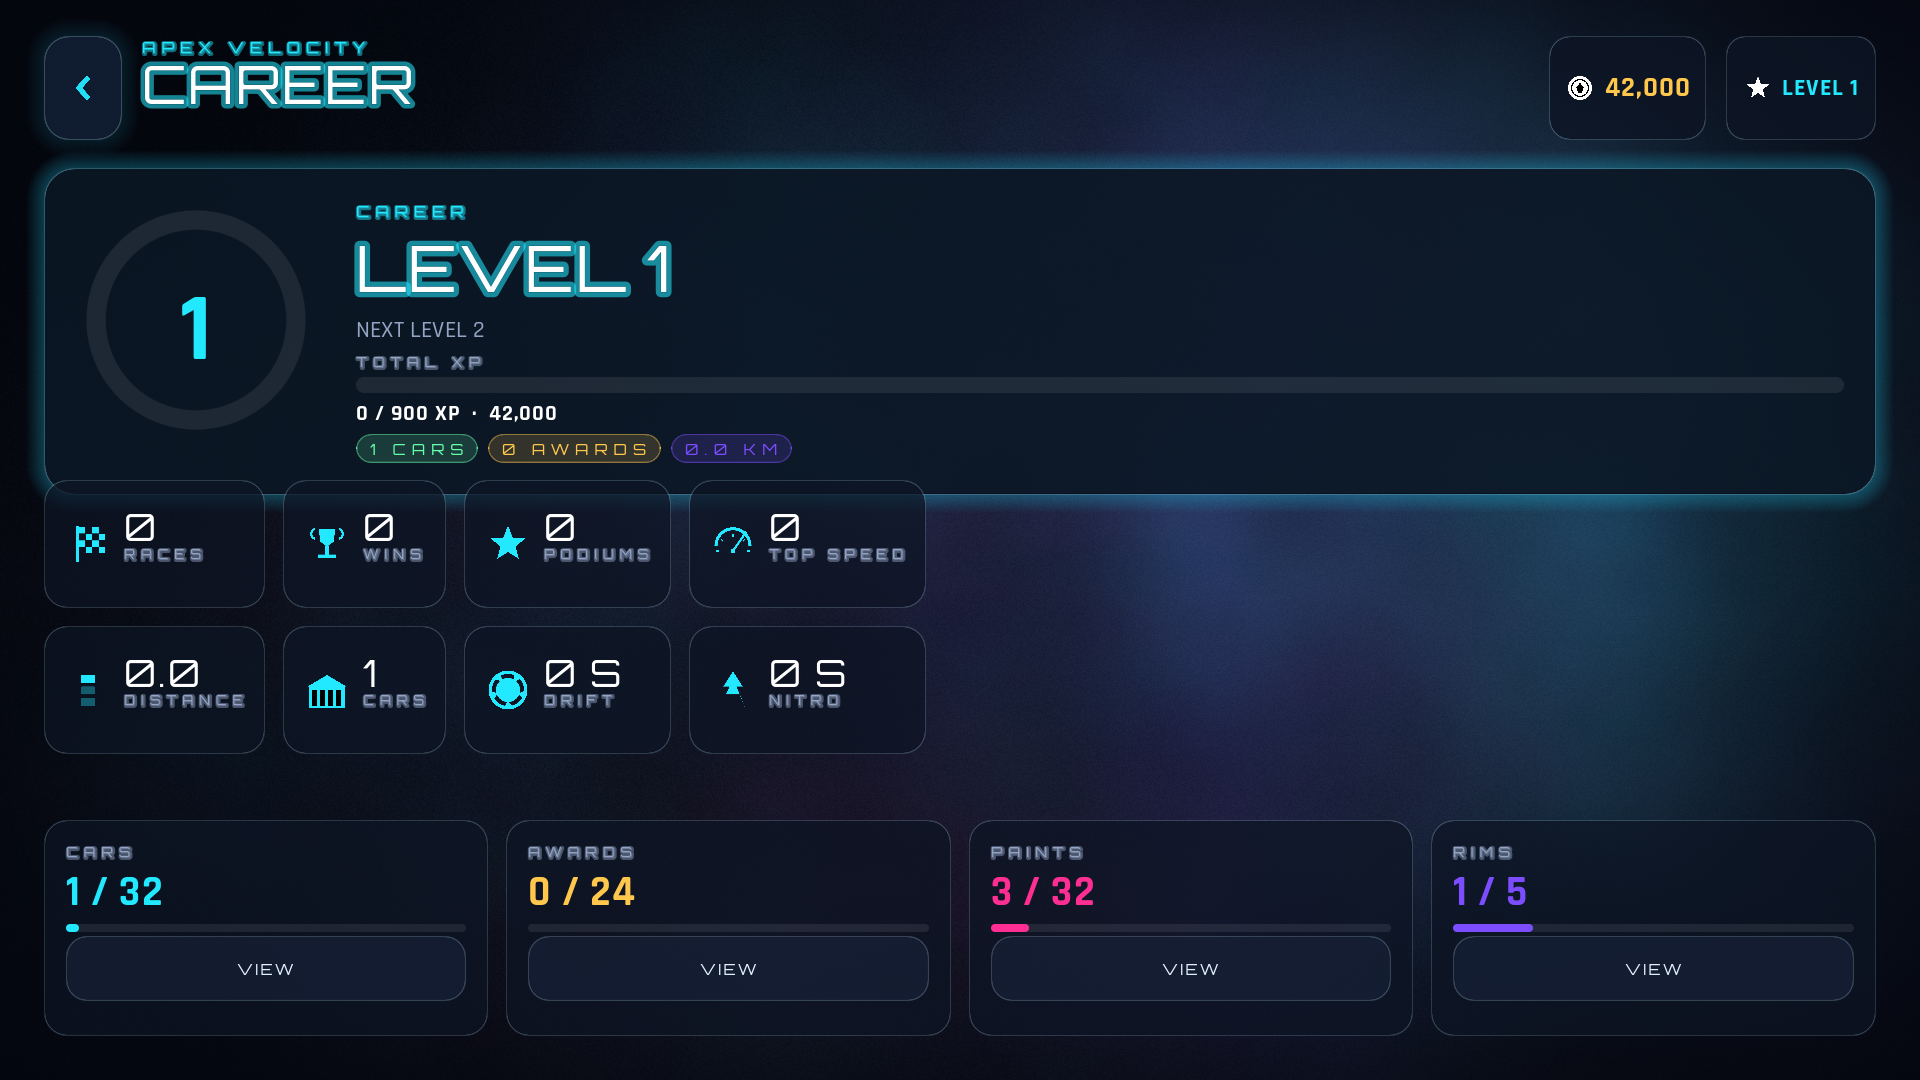 APEX VELOCITY
CAREER
42,000
LEVEL 1
1
CAREER
LEVEL 1
NEXT LEVEL 2
TOTAL XP
0 / 900 XP · 42,000
1 CARS
0 AWARDS
0.0 KM
0
RACES
0
WINS
0
PODIUMS
0
TOP SPEED
0.0
DISTANCE
1
CARS
0 S
DRIFT
0 S
NITRO
CARS
1 / 32
VIEW
AWARDS
0 / 24
VIEW
PAINTS
3 / 32
VIEW
RIMS
1 / 5
VIEW